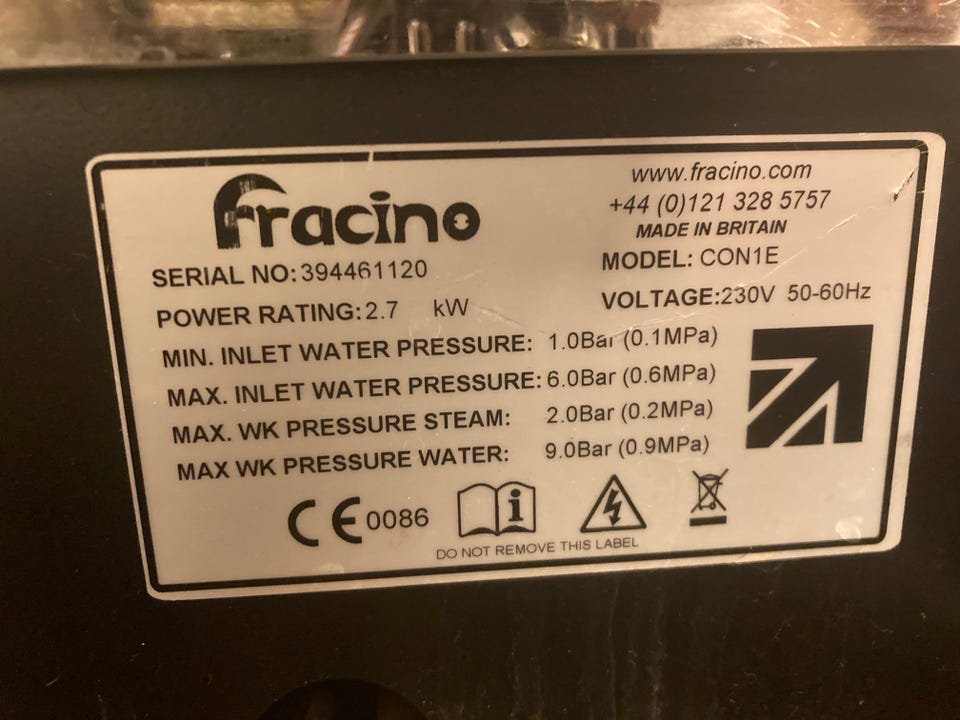 fracino
www.fracino.com
+44 (0)121 328 5757
MADE IN BRITAIN
SERIAL NO: 394461120
MODEL: CON1E
POWER RATING: 2.7 kW
VOLTAGE: 230V 50-60Hz
MIN. INLET WATER PRESSURE: 1.0Bar (0.1MPa)
MAX. INLET WATER PRESSURE: 6.0Bar (0.6MPa)
MAX. WK PRESSURE STEAM: 2.0Bar (0.2MPa)
MAX WK PRESSURE WATER: 9.0Bar (0.9MPa)
CE 0086
i
DO NOT REMOVE THIS LABEL